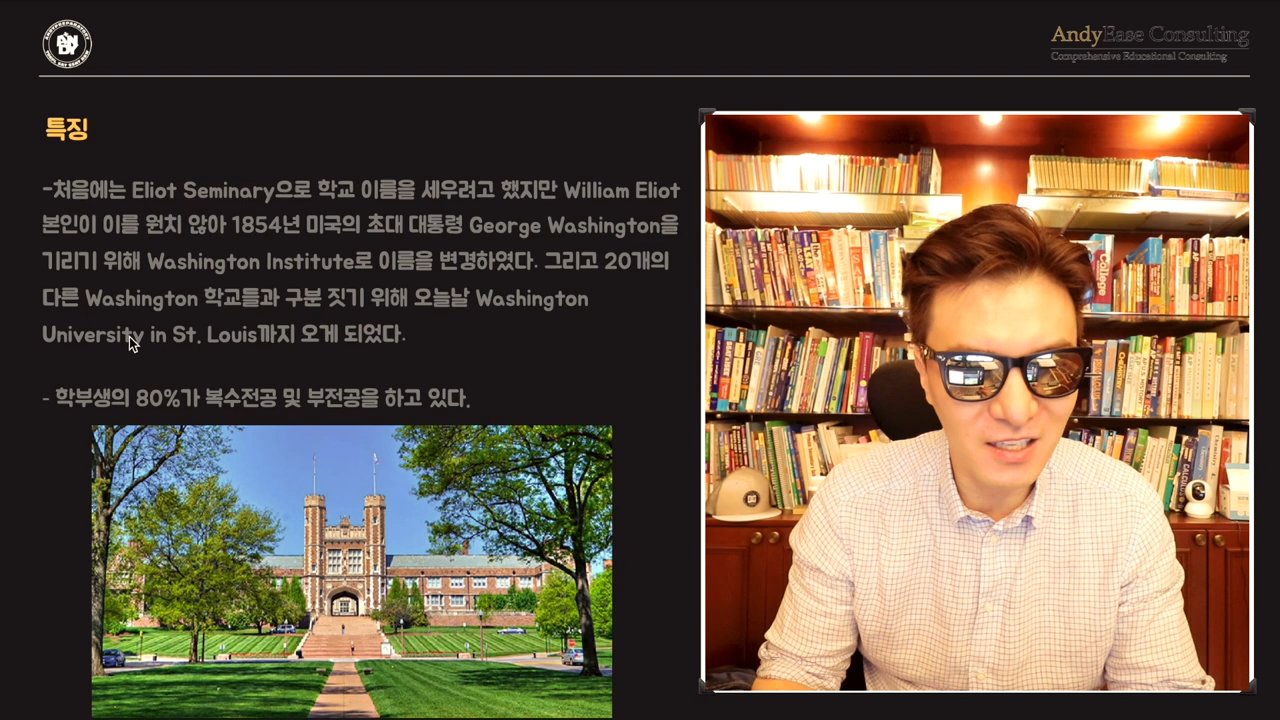 ANDY
AndyEase Consulting
Comprehensive Educational Consulting
특징
-처음에는 Eliot Seminary으로 학교 이름을 세우려고 했지만 William Eliot
본인이 이를 원치 않아 1854년 미국의 초대 대통령 George Washington을
기리기 위해 Washington Institute로 이름을 변경하였다. 그리고 20개의
다른 Washington 학교들과 구분 짓기 위해 오늘날 Washington
University in St. Louis까지 오게 되었다.
- 학부생의 80%가 복수전공 및 부전공을 하고 있다.
College